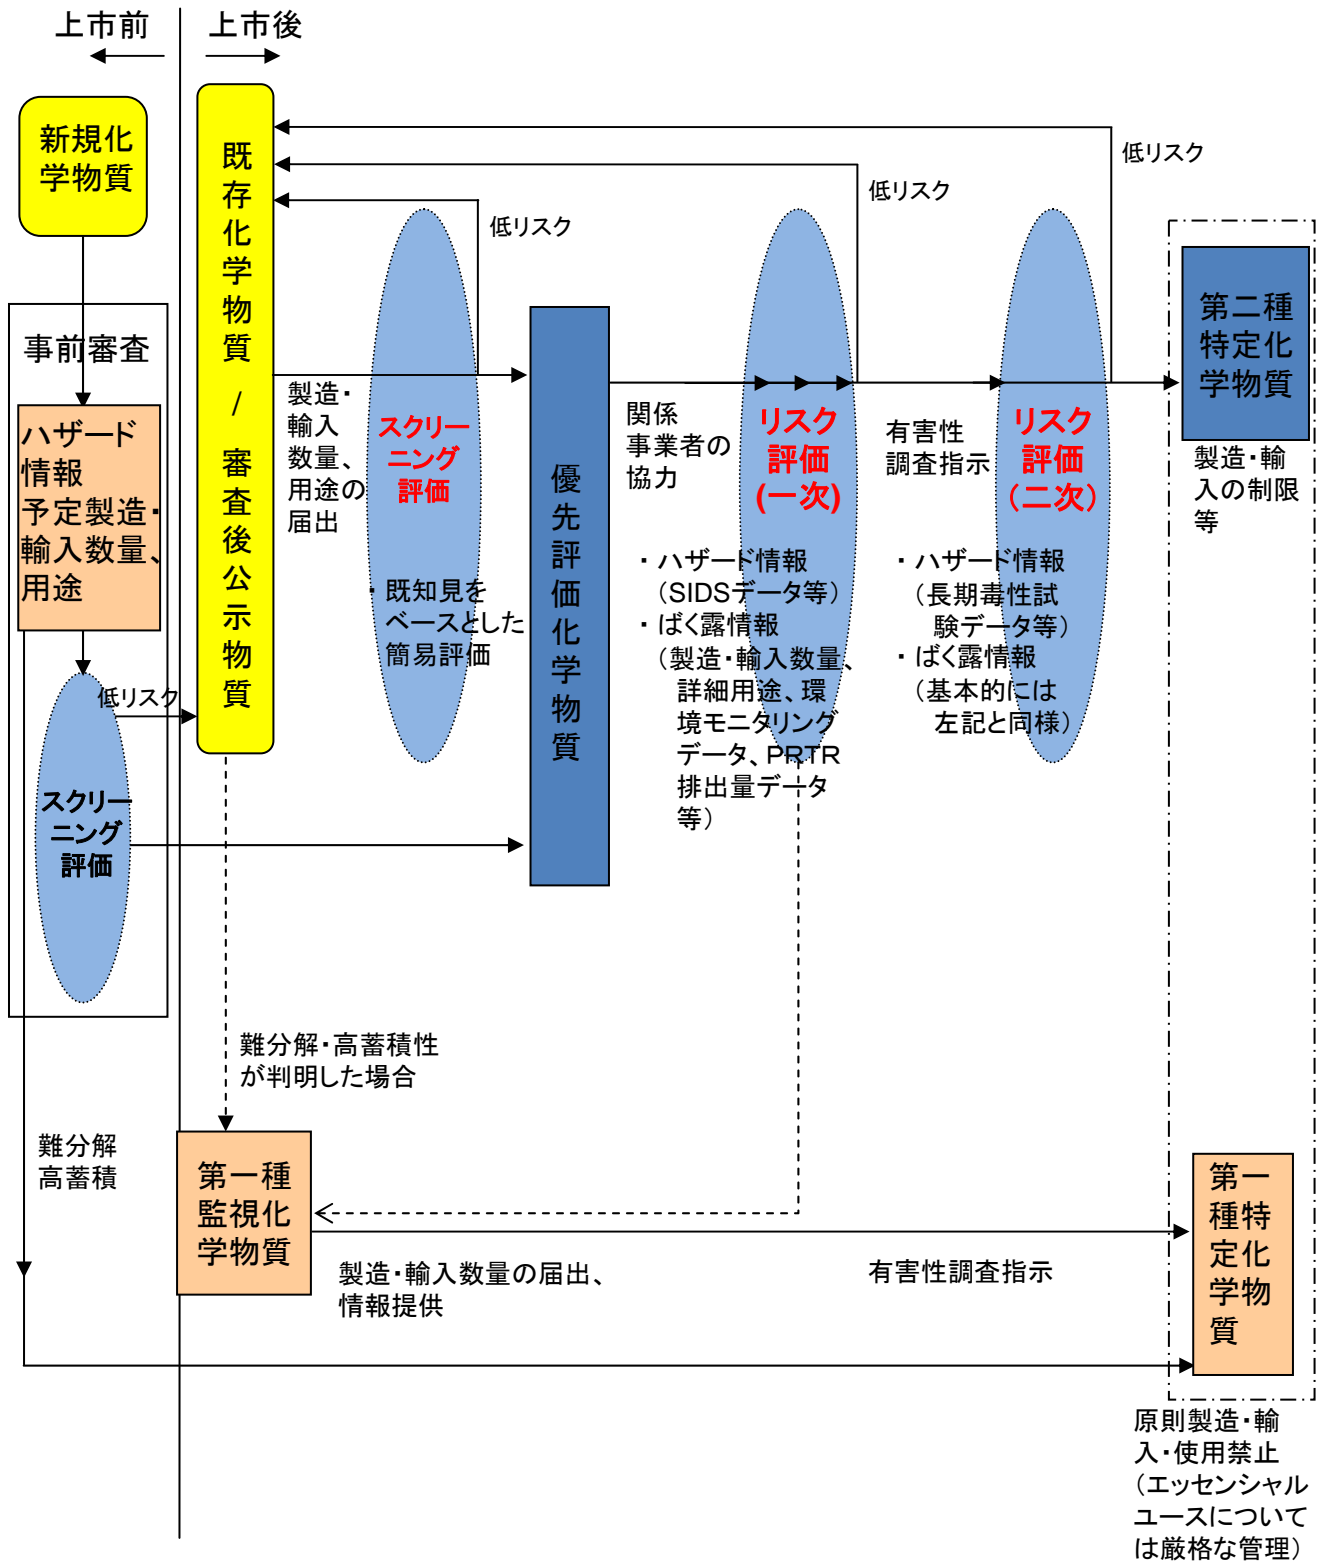 上市前
上市後
新規化
学物質
事前審査
ハザード
情報
予定製造・
輸入数量、
用途
低リスク
スクリー
ニング
評価
難分解
高蓄積
既存化学物質/審査後公示物質
製造・
輸入
数量、
用途の
届出
スクリー
ニング
評価
・既知見を
ベースとした
簡易評価
低リスク
優先評価化学物質
関係
事業者の
協力
リスク
評価
(一次)
・ハザード情報
（SIDSデータ等）
・ばく露情報
（製造・輸入数量、
詳細用途、環
境モニタリング
データ、PRTR
排出量データ
等）
低リスク
有害性
調査指示
リスク
評価
（二次）
・ハザード情報
（長期毒性試
験データ等）
・ばく露情報
（基本的には
左記と同様）
低リスク
第二種
特定化
学物質
製造・輸
入の制限
等
難分解・高蓄積性
が判明した場合
第一種
監視化
学物質
製造・輸入数量の届出、
情報提供
有害性調査指示
第一
種特
定化
学物
質
原則製造・輸
入・使用禁止
（エッセンシャル
ユースについて
は厳格な管理）